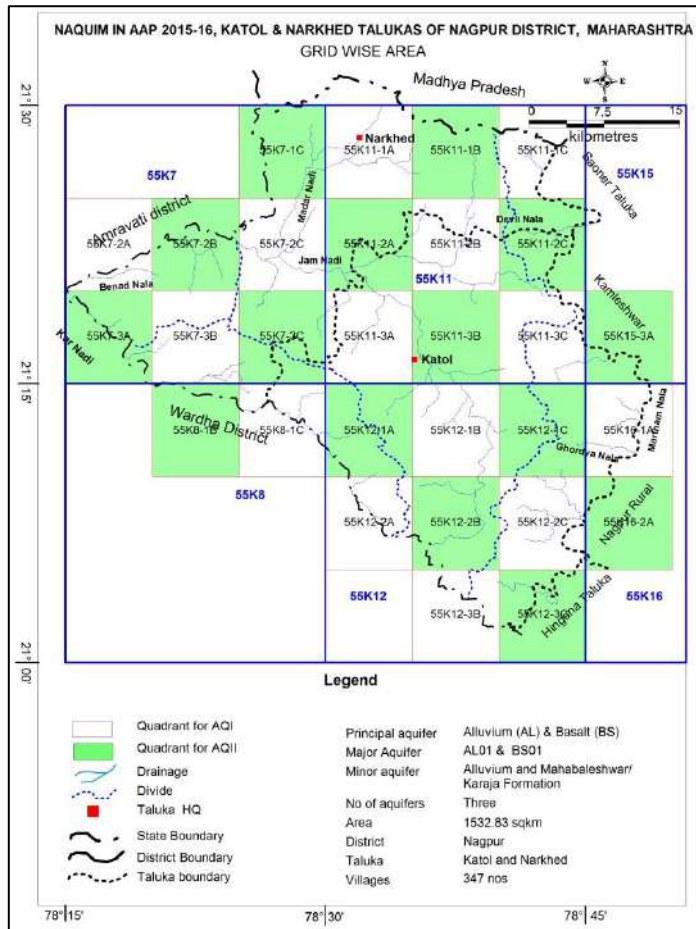 NAQUIM IN AAP 2015-16, KATOL & NARKHED TALUKAS OF NAGPUR DISTRICT, MAHARASHTRA
GRID WISE AREA
Madhya Pradesh
N
W E
S
21° 30'
0 7.5 15
kilometres
Narkhed
55K7-1C
55K11-1A
55K11-1B
55K11-1C
55K7
55K15
Saoner Taluka
Amravati district
Madar Nadi
Devli Nala
55K7-2A
55K7-2B
55K7-2C
55K11-2A
55K11-2B
55K11-2C
Jam Nadi
55K11
Benad Nala
Kamleshwar
55K7-3A
55K7-3B
55K7-3C
55K11-3A
55K11-3B
55K11-3C
55K15-3A
Kar Nadi
Katol
21° 15'
Wardha District
55K8-1B
55K8-1C
55K12-1A
55K12-1B
55K12-1C
55K16-1A
Ghordya Nala
55K8
55K12-2A
55K12-2B
55K12-2C
55K16-2A
Nagpur Rural
55K12
55K12-3B
55K12-3C
Hingna Taluka
55K16
21° 00'
Legend
Quadrant for AQI
Quadrant for AQII
Drainage
Divide
Taluka HQ
State Boundary
District Boundary
Taluka boundary
Principal aquifer Alluvium (AL) & Basalt (BS)
Major Aquifer AL01 & BS01
Minor aquifer Alluvium and Mahabaleshwar/
Karaja Formation
No of aquifers Three
Area 1532.83 sqkm
District Nagpur
Taluka Katol and Narkhed
Villages 347 nos
78° 15' 78° 30' 78° 45'